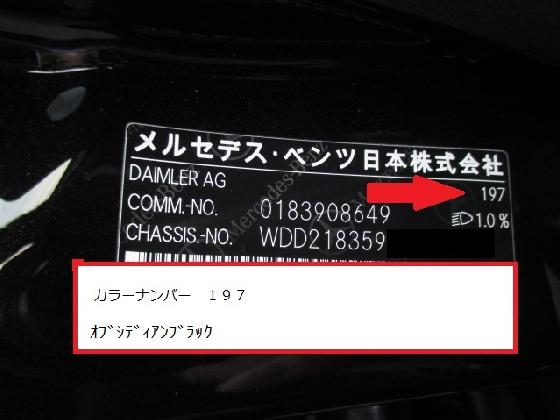 メルセデス・ベンツ日本株式会社
DAIMLER AG
197
COMM.-NO. 0183908649
1.0%
CHASSIS.-NO. WDD218359
Mercedes-Benz
カラーナンバー １９７
ｵﾌﾞｼﾃﾞｨｱﾝﾌﾞﾗｯｸ